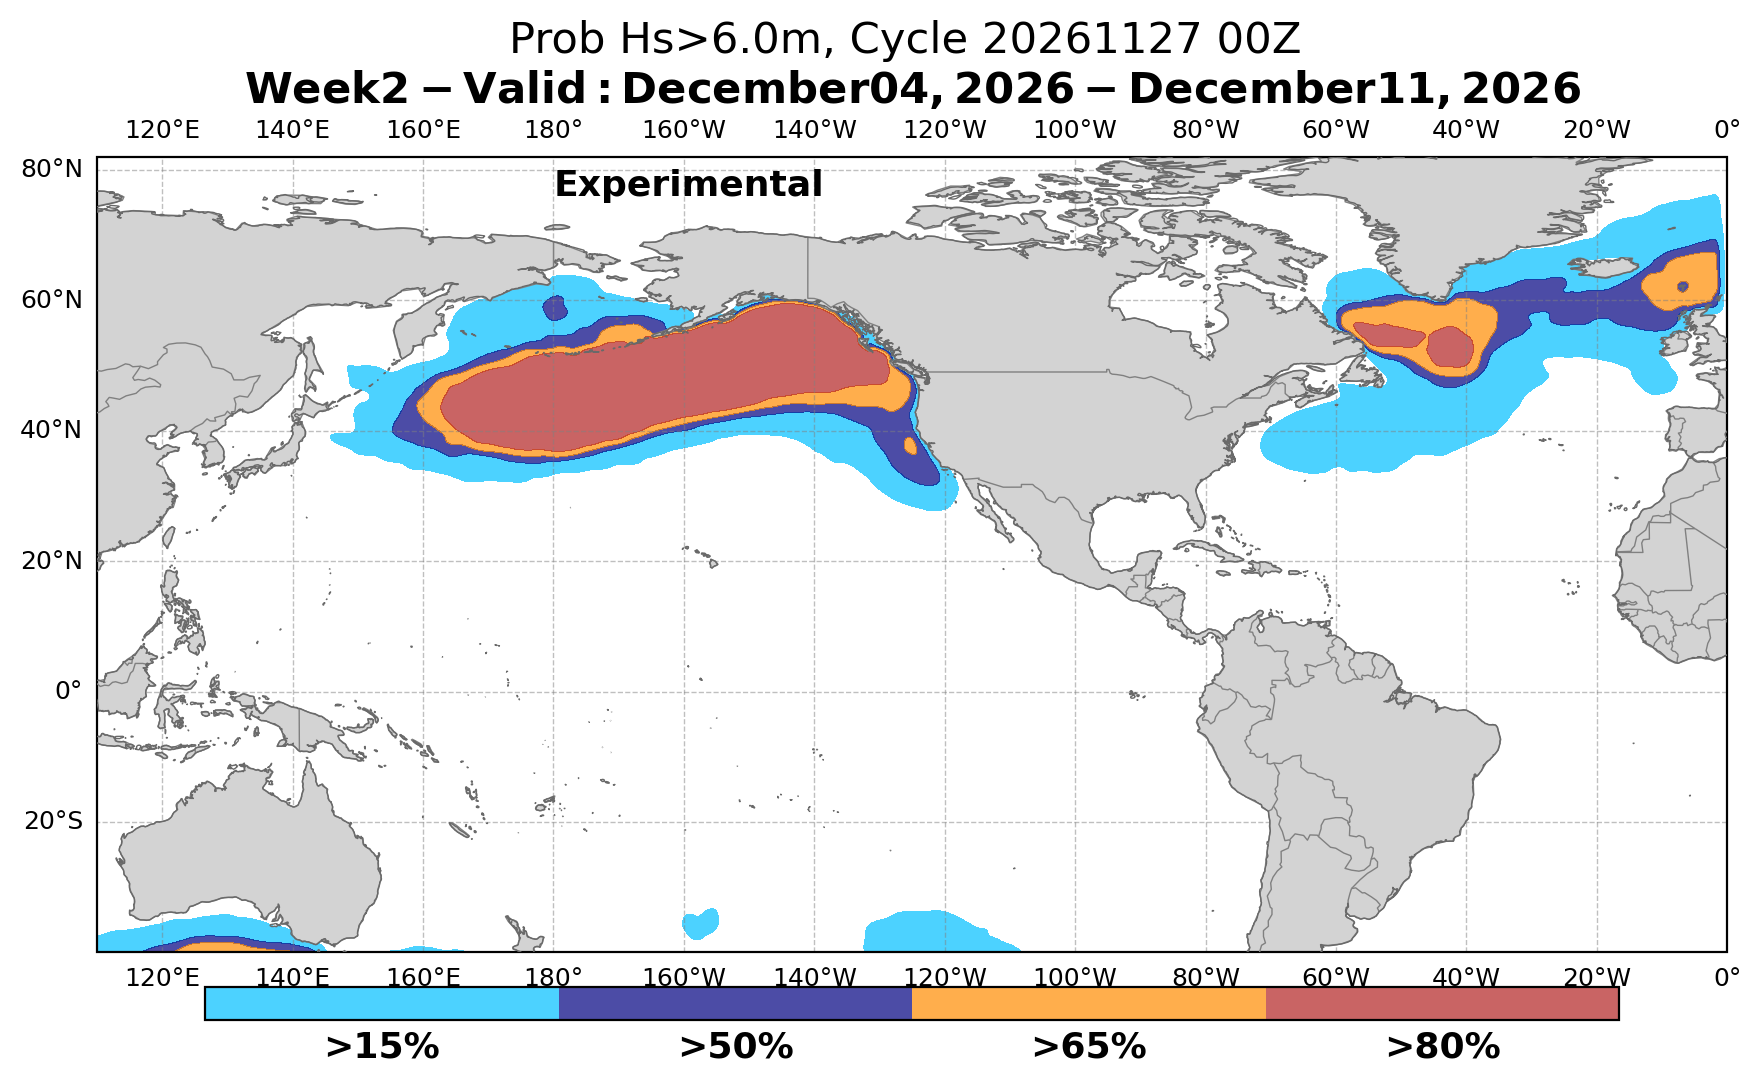 Prob Hs>6.0m, Cycle 20261127 00Z
Week2 − Valid : December04, 2026 − December11, 2026
120°E 140°E 160°E 180° 160°W 140°W 120°W 100°W 80°W 60°W 40°W 20°W 0°
80°N
Experimental
60°N
40°N
20°N
0°
20°S
120°E 140°E 160°E 180° 160°W 140°W 120°W 100°W 80°W 60°W 40°W 20°W 0°
>15% >50% >65% >80%